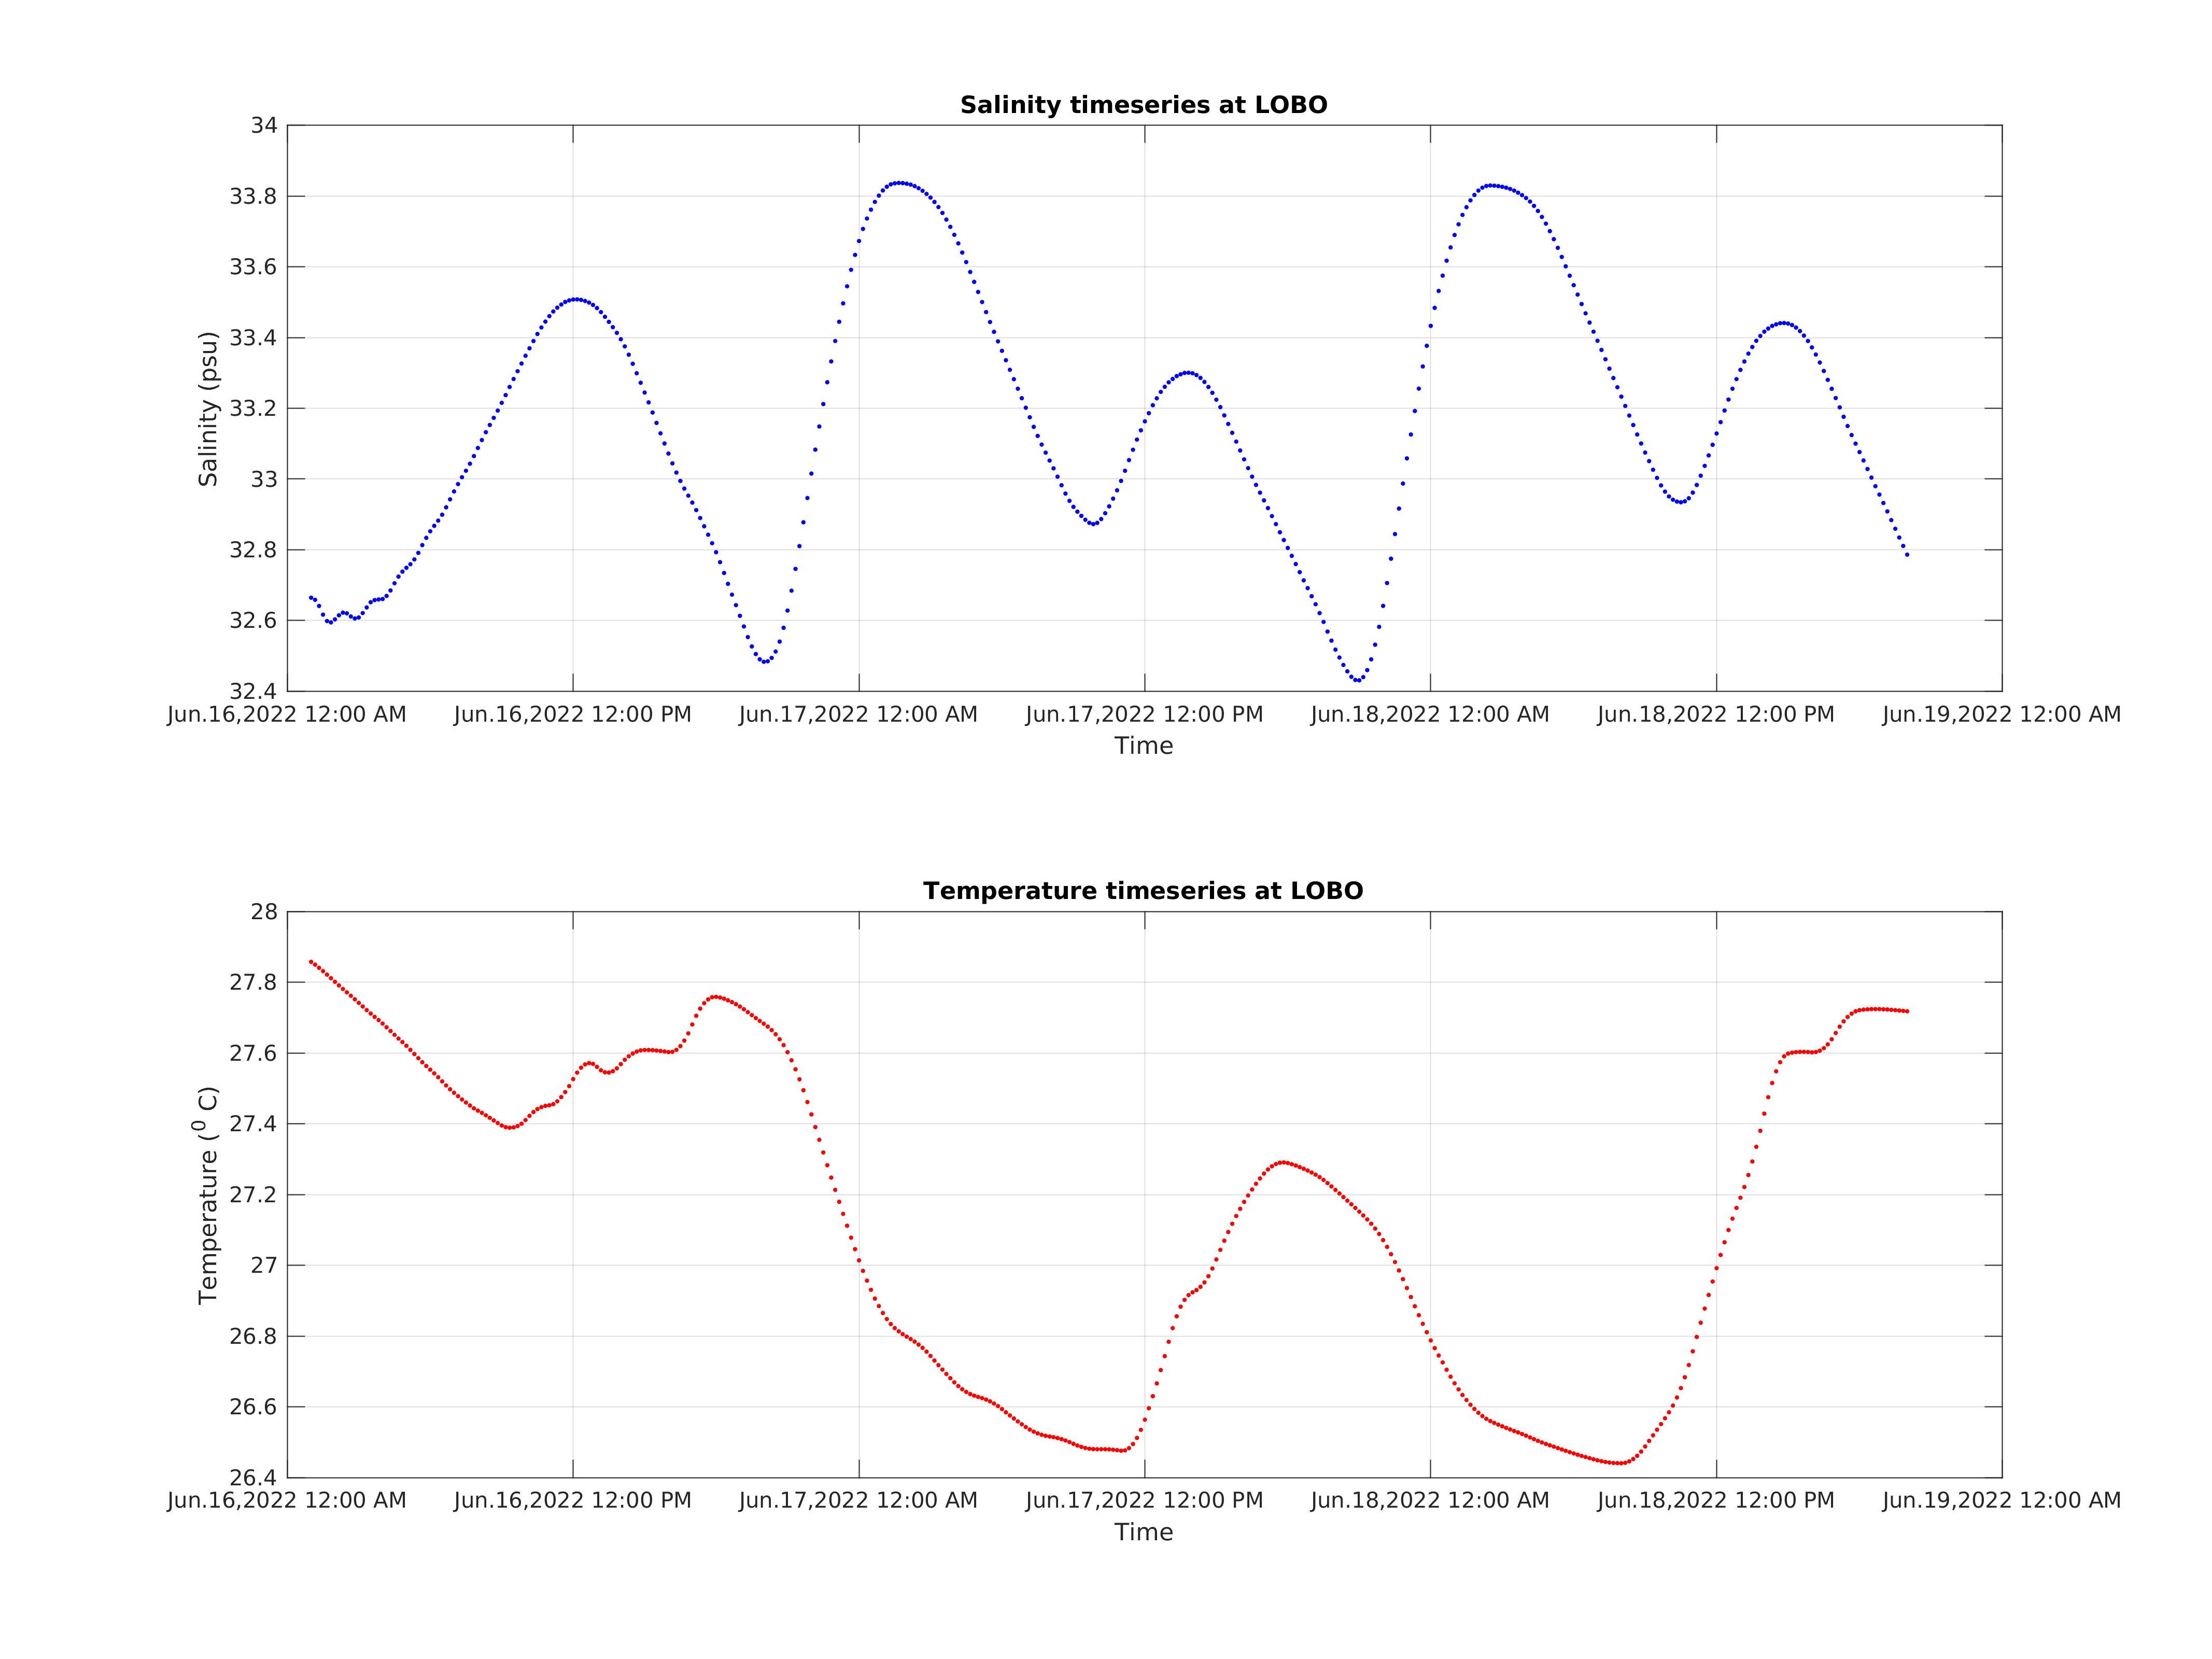 Salinity timeseries at LOBO
34
33.8
33.6
33.4
33.2
33
32.8
32.6
32.4
Salinity (psu)
Jun.16,2022 12:00 AM Jun.16,2022 12:00 PM Jun.17,2022 12:00 AM Jun.17,2022 12:00 PM Jun.18,2022 12:00 AM Jun.18,2022 12:00 PM Jun.19,2022 12:00 AM
Time
Temperature timeseries at LOBO
28
27.8
27.6
27.4
27.2
27
26.8
26.6
26.4
Temperature (⁰ C)
Jun.16,2022 12:00 AM Jun.16,2022 12:00 PM Jun.17,2022 12:00 AM Jun.17,2022 12:00 PM Jun.18,2022 12:00 AM Jun.18,2022 12:00 PM Jun.19,2022 12:00 AM
Time